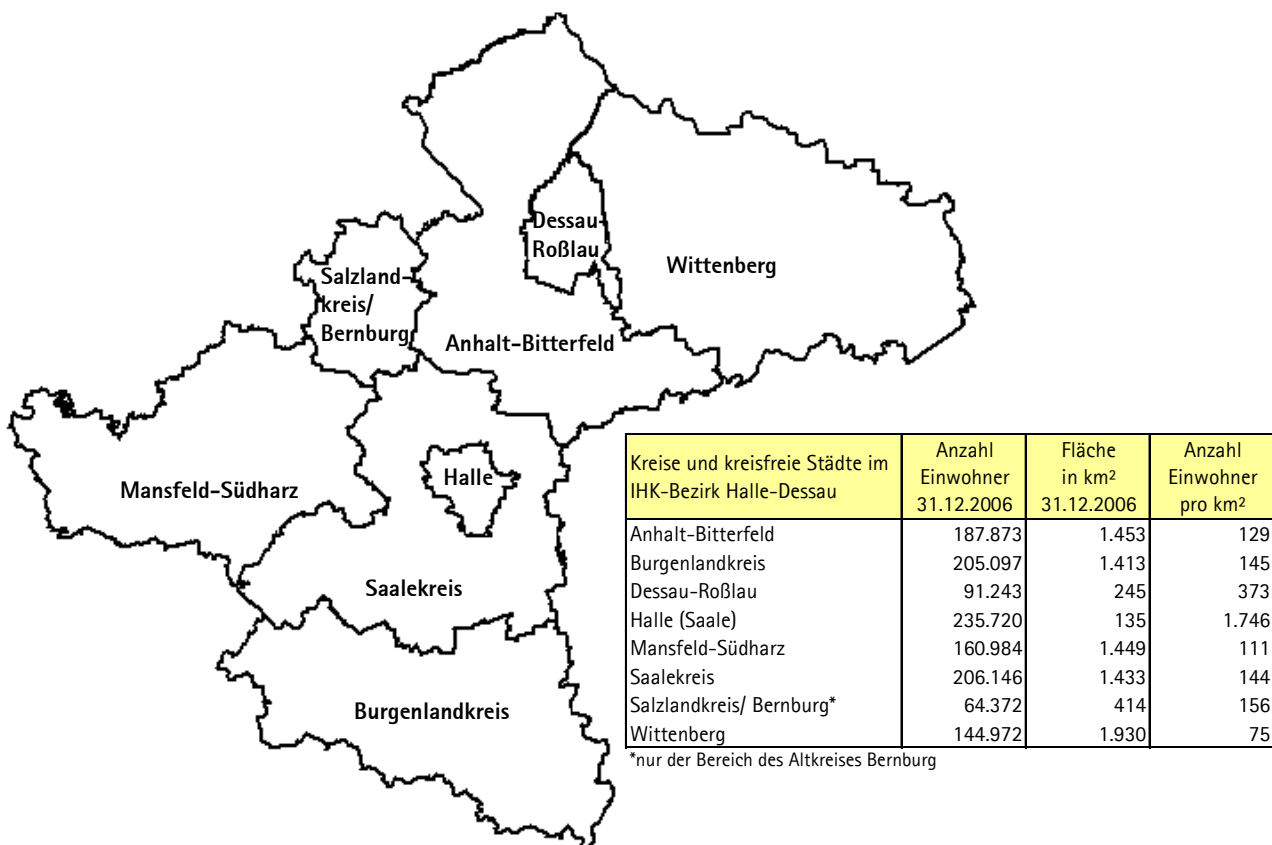 Dessau-
Roßlau
Wittenberg
Salzland-
kreis/
Bernburg
Anhalt-Bitterfeld
Mansfeld-Südharz
Halle
Saalekreis
Burgenlandkreis
Kreise und kreisfreie Städte im IHK-Bezirk Halle-Dessau Anzahl Einwohner 31.12.2006 Fläche in km² 31.12.2006 Anzahl Einwohner pro km²
Anhalt-Bitterfeld 187.873 1.453 129
Burgenlandkreis 205.097 1.413 145
Dessau-Roßlau 91.243 245 373
Halle (Saale) 235.720 135 1.746
Mansfeld-Südharz 160.984 1.449 111
Saalekreis 206.146 1.433 144
Salzlandkreis/ Bernburg* 64.372 414 156
Wittenberg 144.972 1.930 75
*nur der Bereich des Altkreises Bernburg